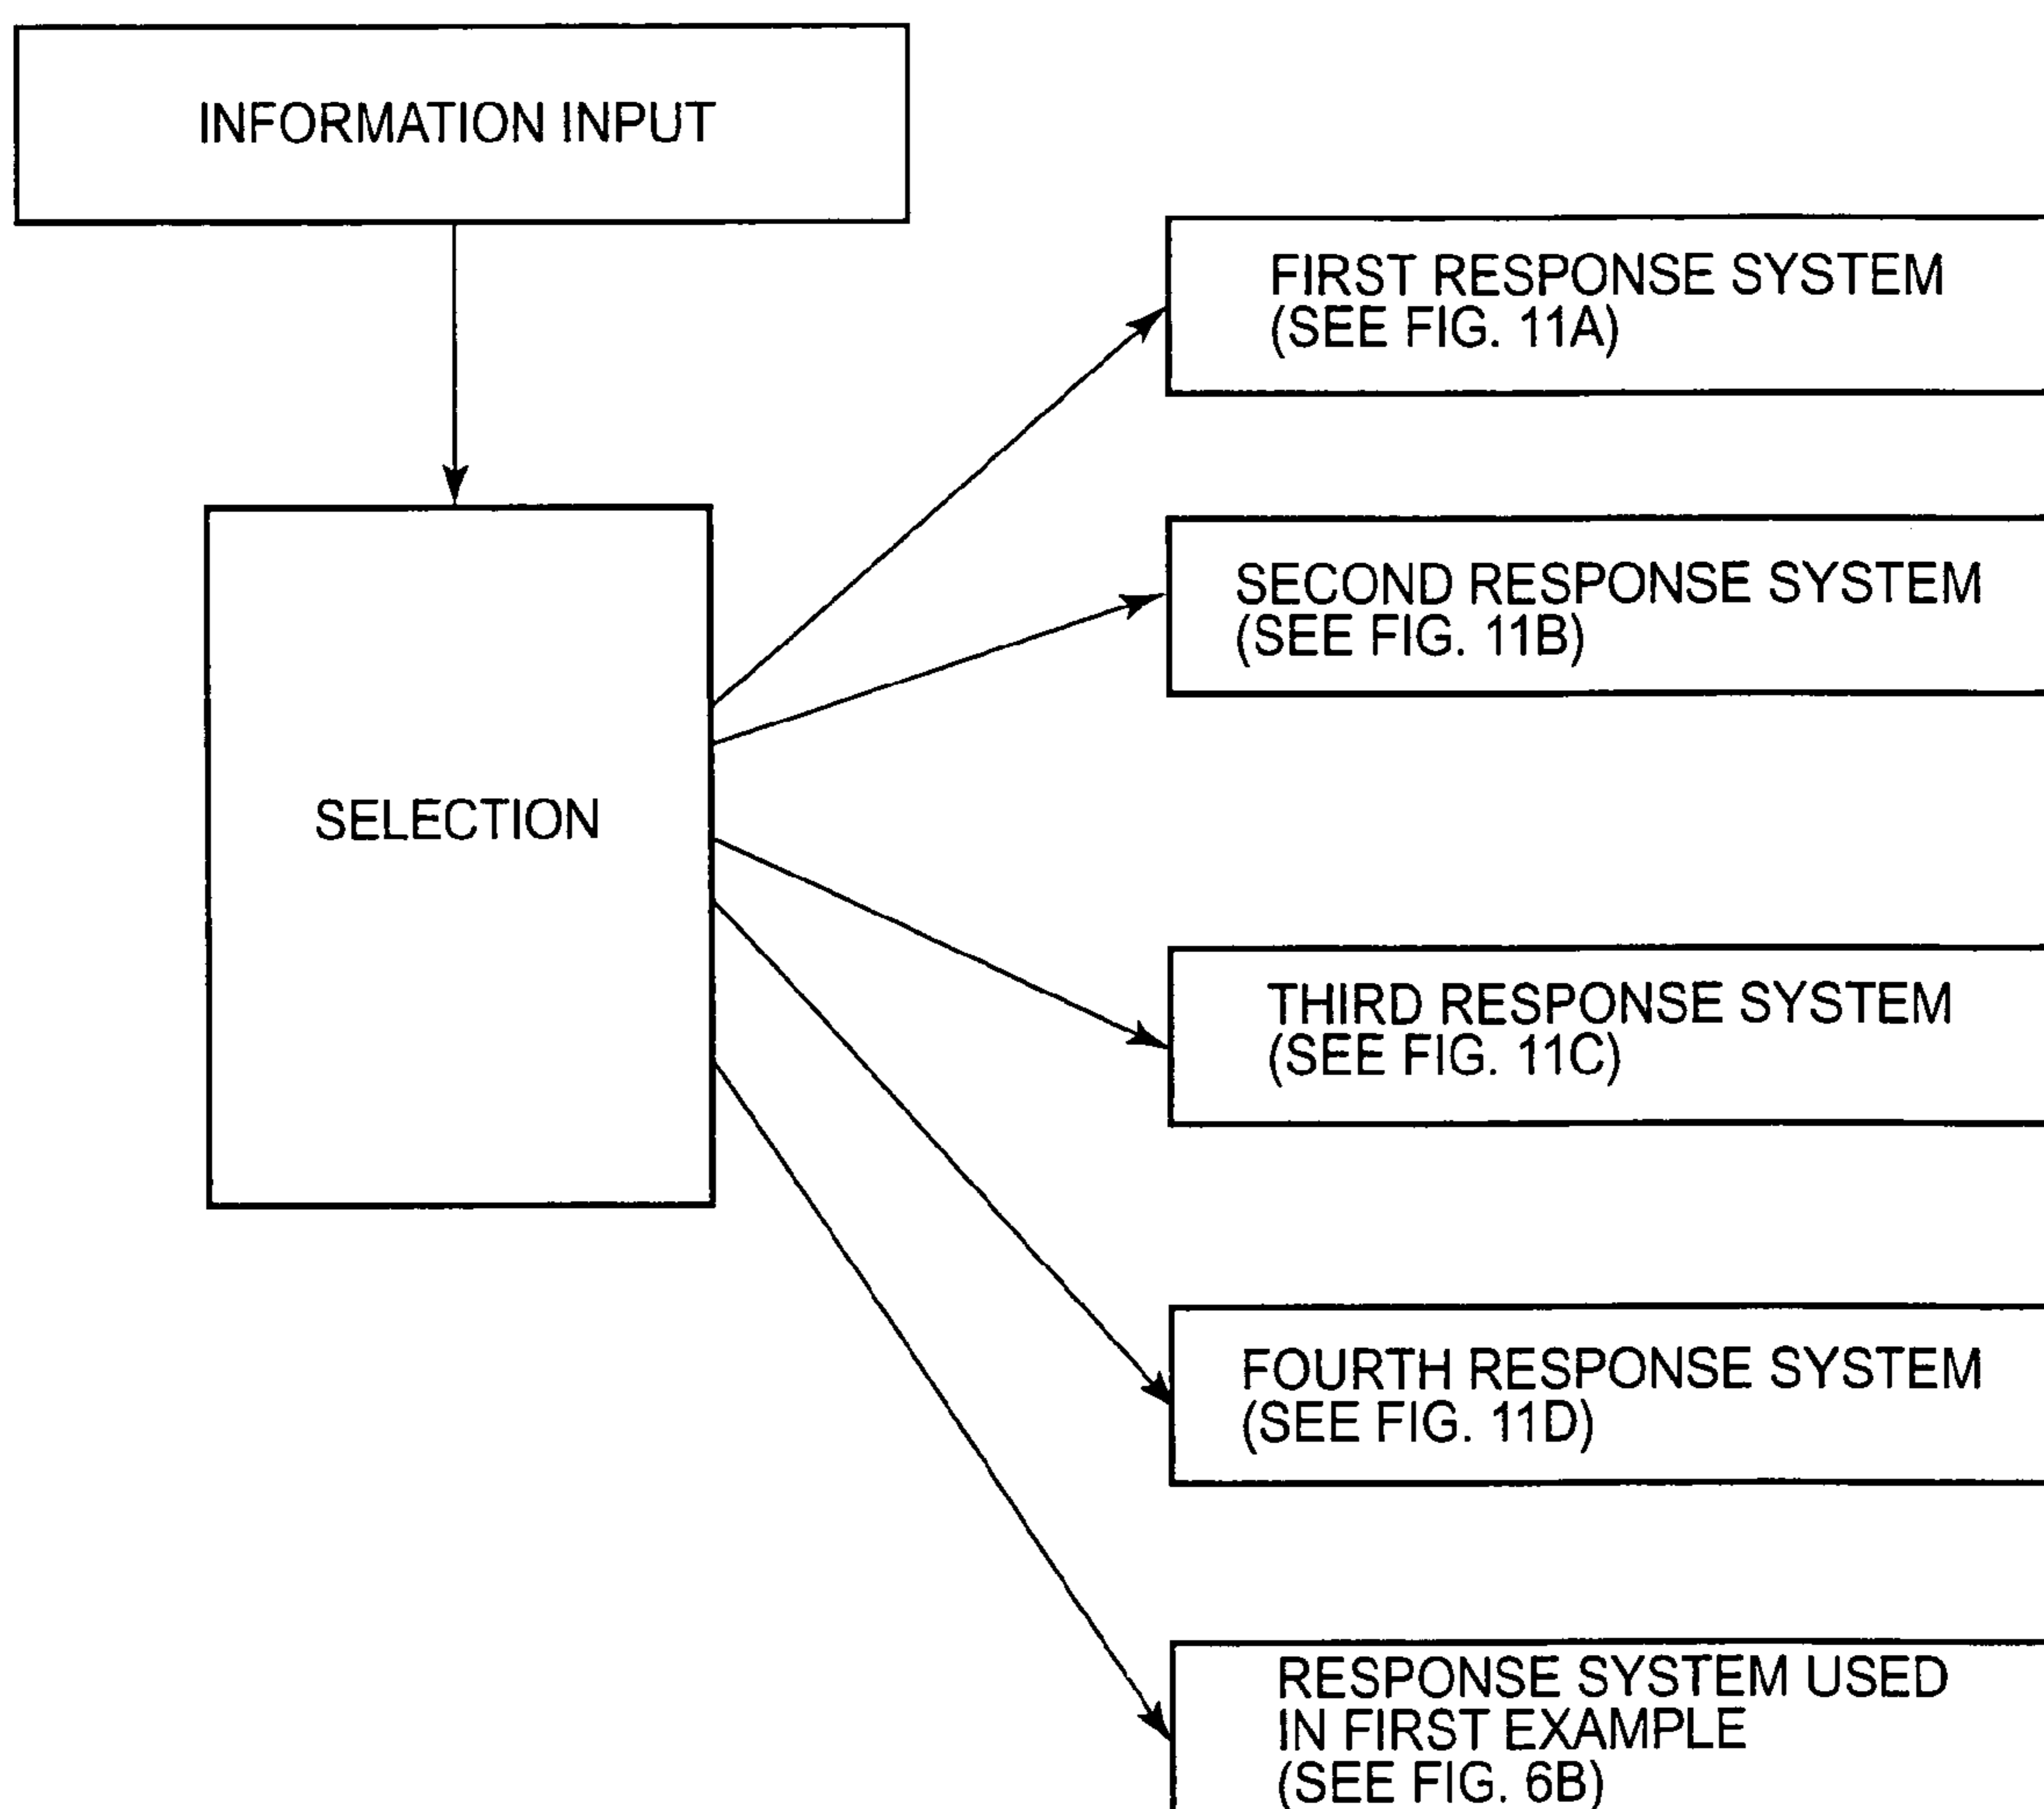 INFORMATION INPUT
FIRST RESPONSE SYSTEM
(SEE FIG. 11A)
SECOND RESPONSE SYSTEM
(SEE FIG. 11B)
SELECTION
THIRD RESPONSE SYSTEM
(SEE FIG. 11C)
FOURTH RESPONSE SYSTEM
(SEE FIG. 11D)
RESPONSE SYSTEM USED
IN FIRST EXAMPLE
(SEE FIG. 6B)